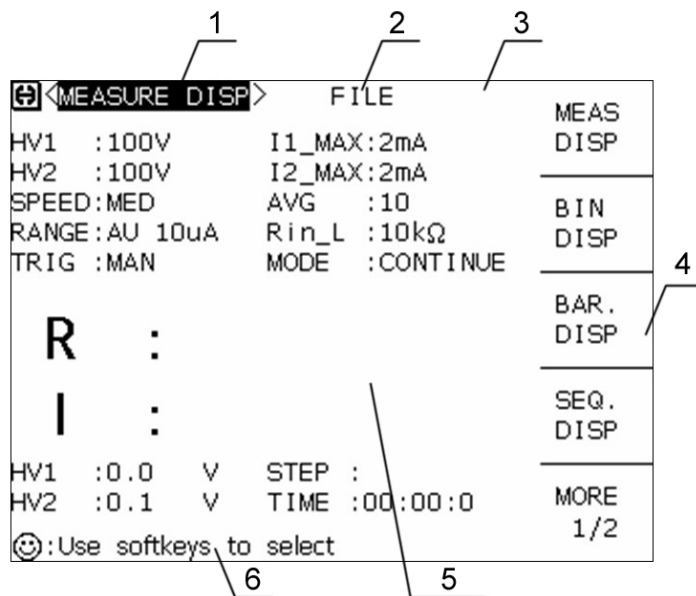 1 2 3
<MEASURE DISP> FILE
HV1 :100V I1_MAX:2mA
HV2 :100V I2_MAX:2mA
SPEED:MED AVG :10
RANGE:AU 10uA Rin_L :10kΩ
TRIG :MAN MODE :CONTINUE
R :
I :
HV1 :0.0 V STEP :
HV2 :0.1 V TIME :00:00:0
:Use softkeys to select
MEAS
DISP
BIN
DISP
BAR.
DISP
SEQ.
DISP
MORE
1/2
4
6 5